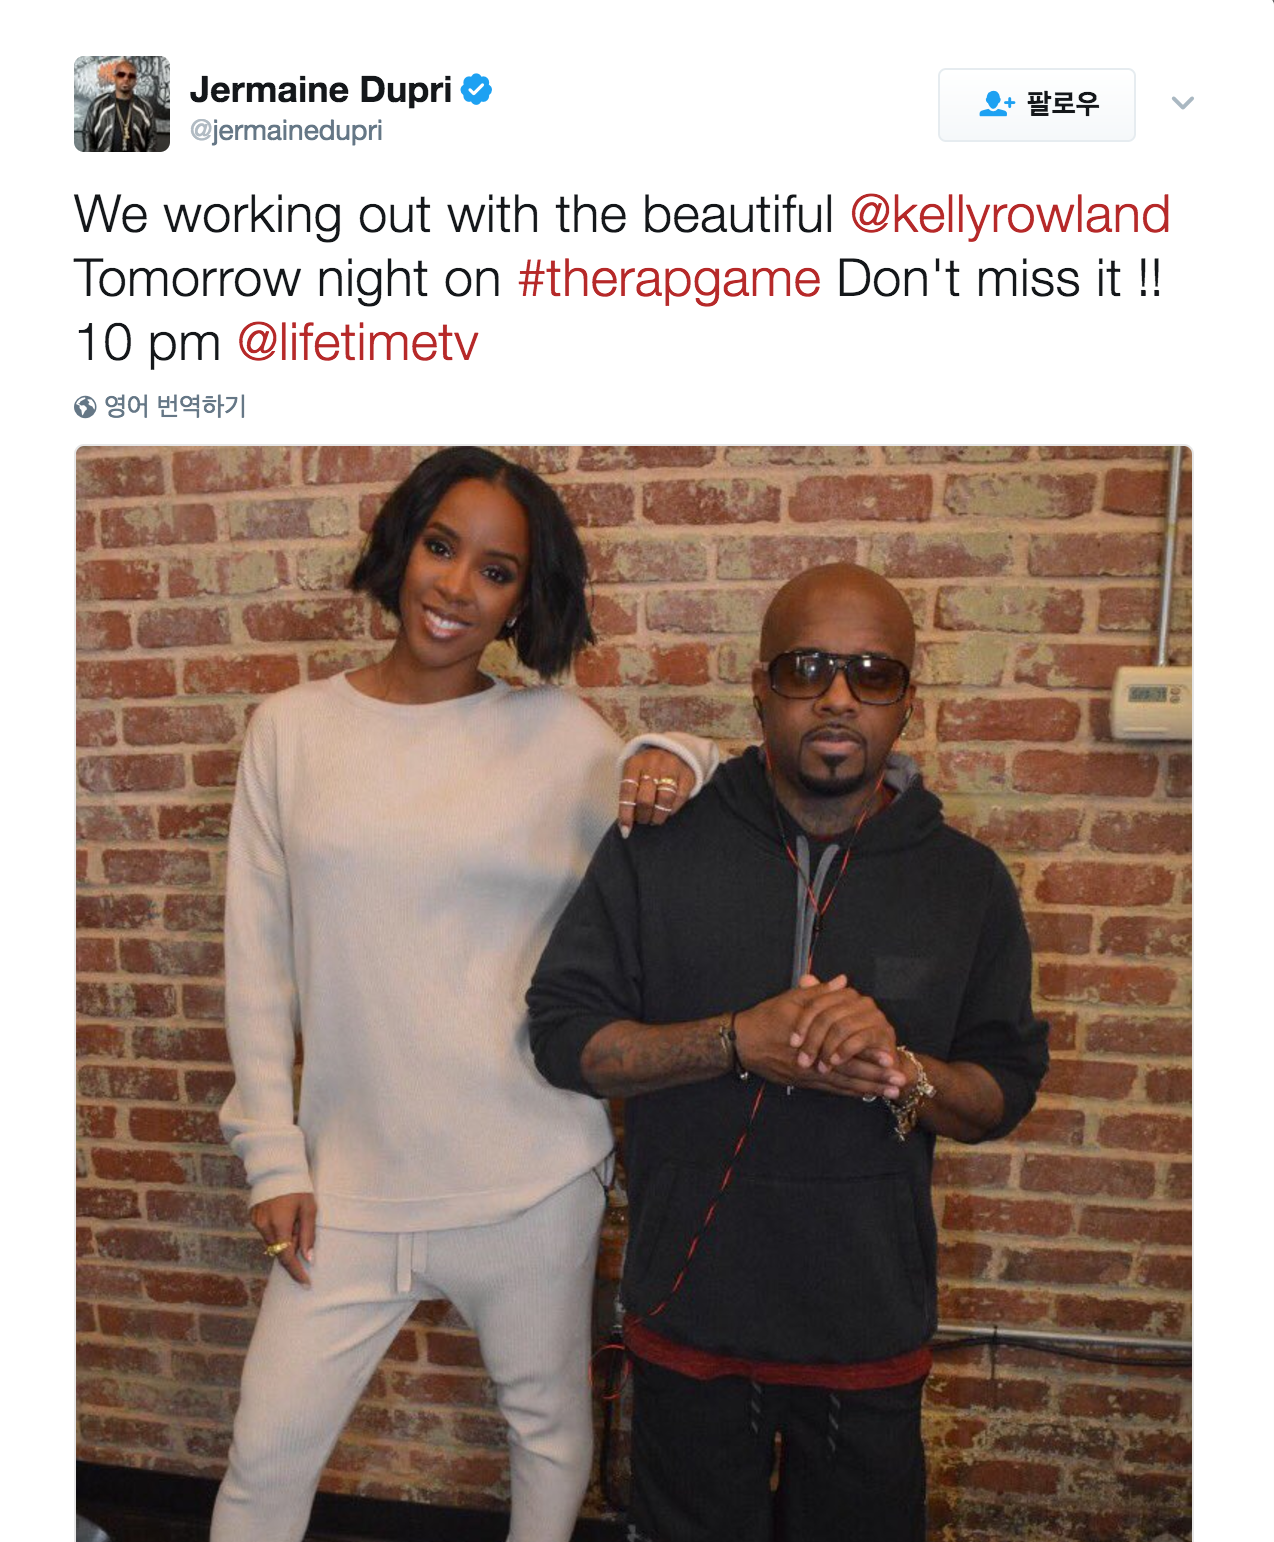 Jermaine Dupri
@jermainedupri
팔로우
We working out with the beautiful @kellyrowland
Tomorrow night on #therapgame Don't miss it !!
10 pm @lifetimetv
영어 번역하기